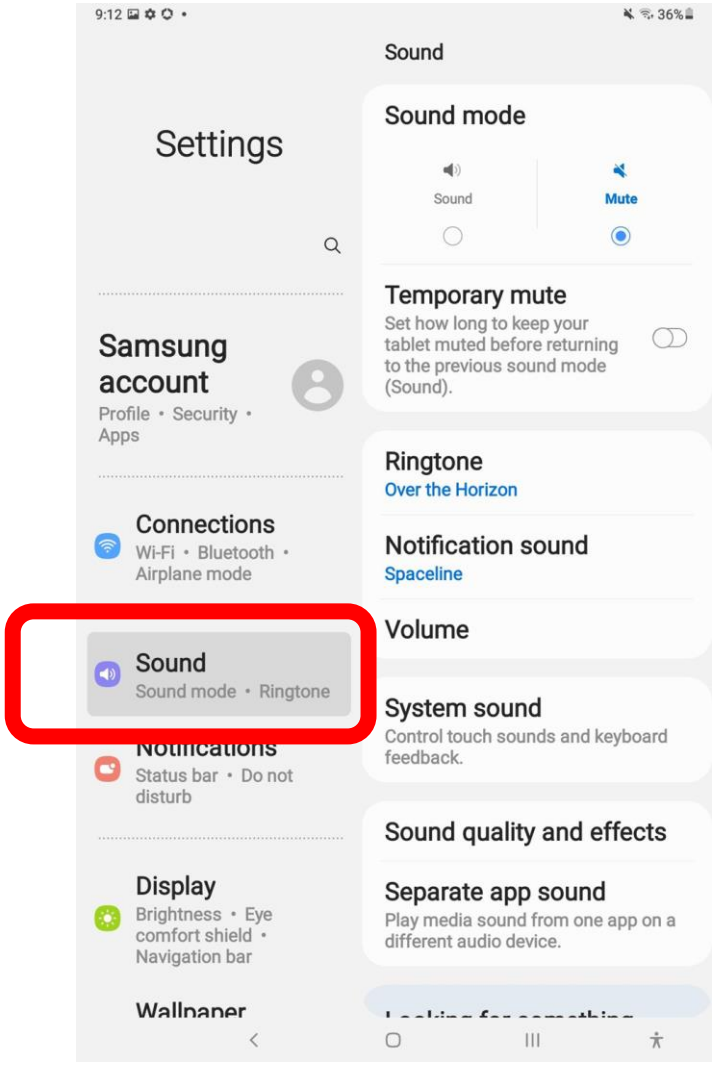 9:12
36%
Settings
Samsung
account
Profile • Security •
Apps
Connections
Wi-Fi • Bluetooth •
Airplane mode
Sound
Sound mode • Ringtone
Notifications
Status bar • Do not
disturb
Display
Brightness • Eye
comfort shield •
Navigation bar
Wallpaper
Sound
Sound mode
Sound
Mute
Temporary mute
Set how long to keep your
tablet muted before returning
to the previous sound mode
(Sound).
Ringtone
Over the Horizon
Notification sound
Spaceline
Volume
System sound
Control touch sounds and keyboard
feedback.
Sound quality and effects
Separate app sound
Play media sound from one app on a
different audio device.
Looking for something